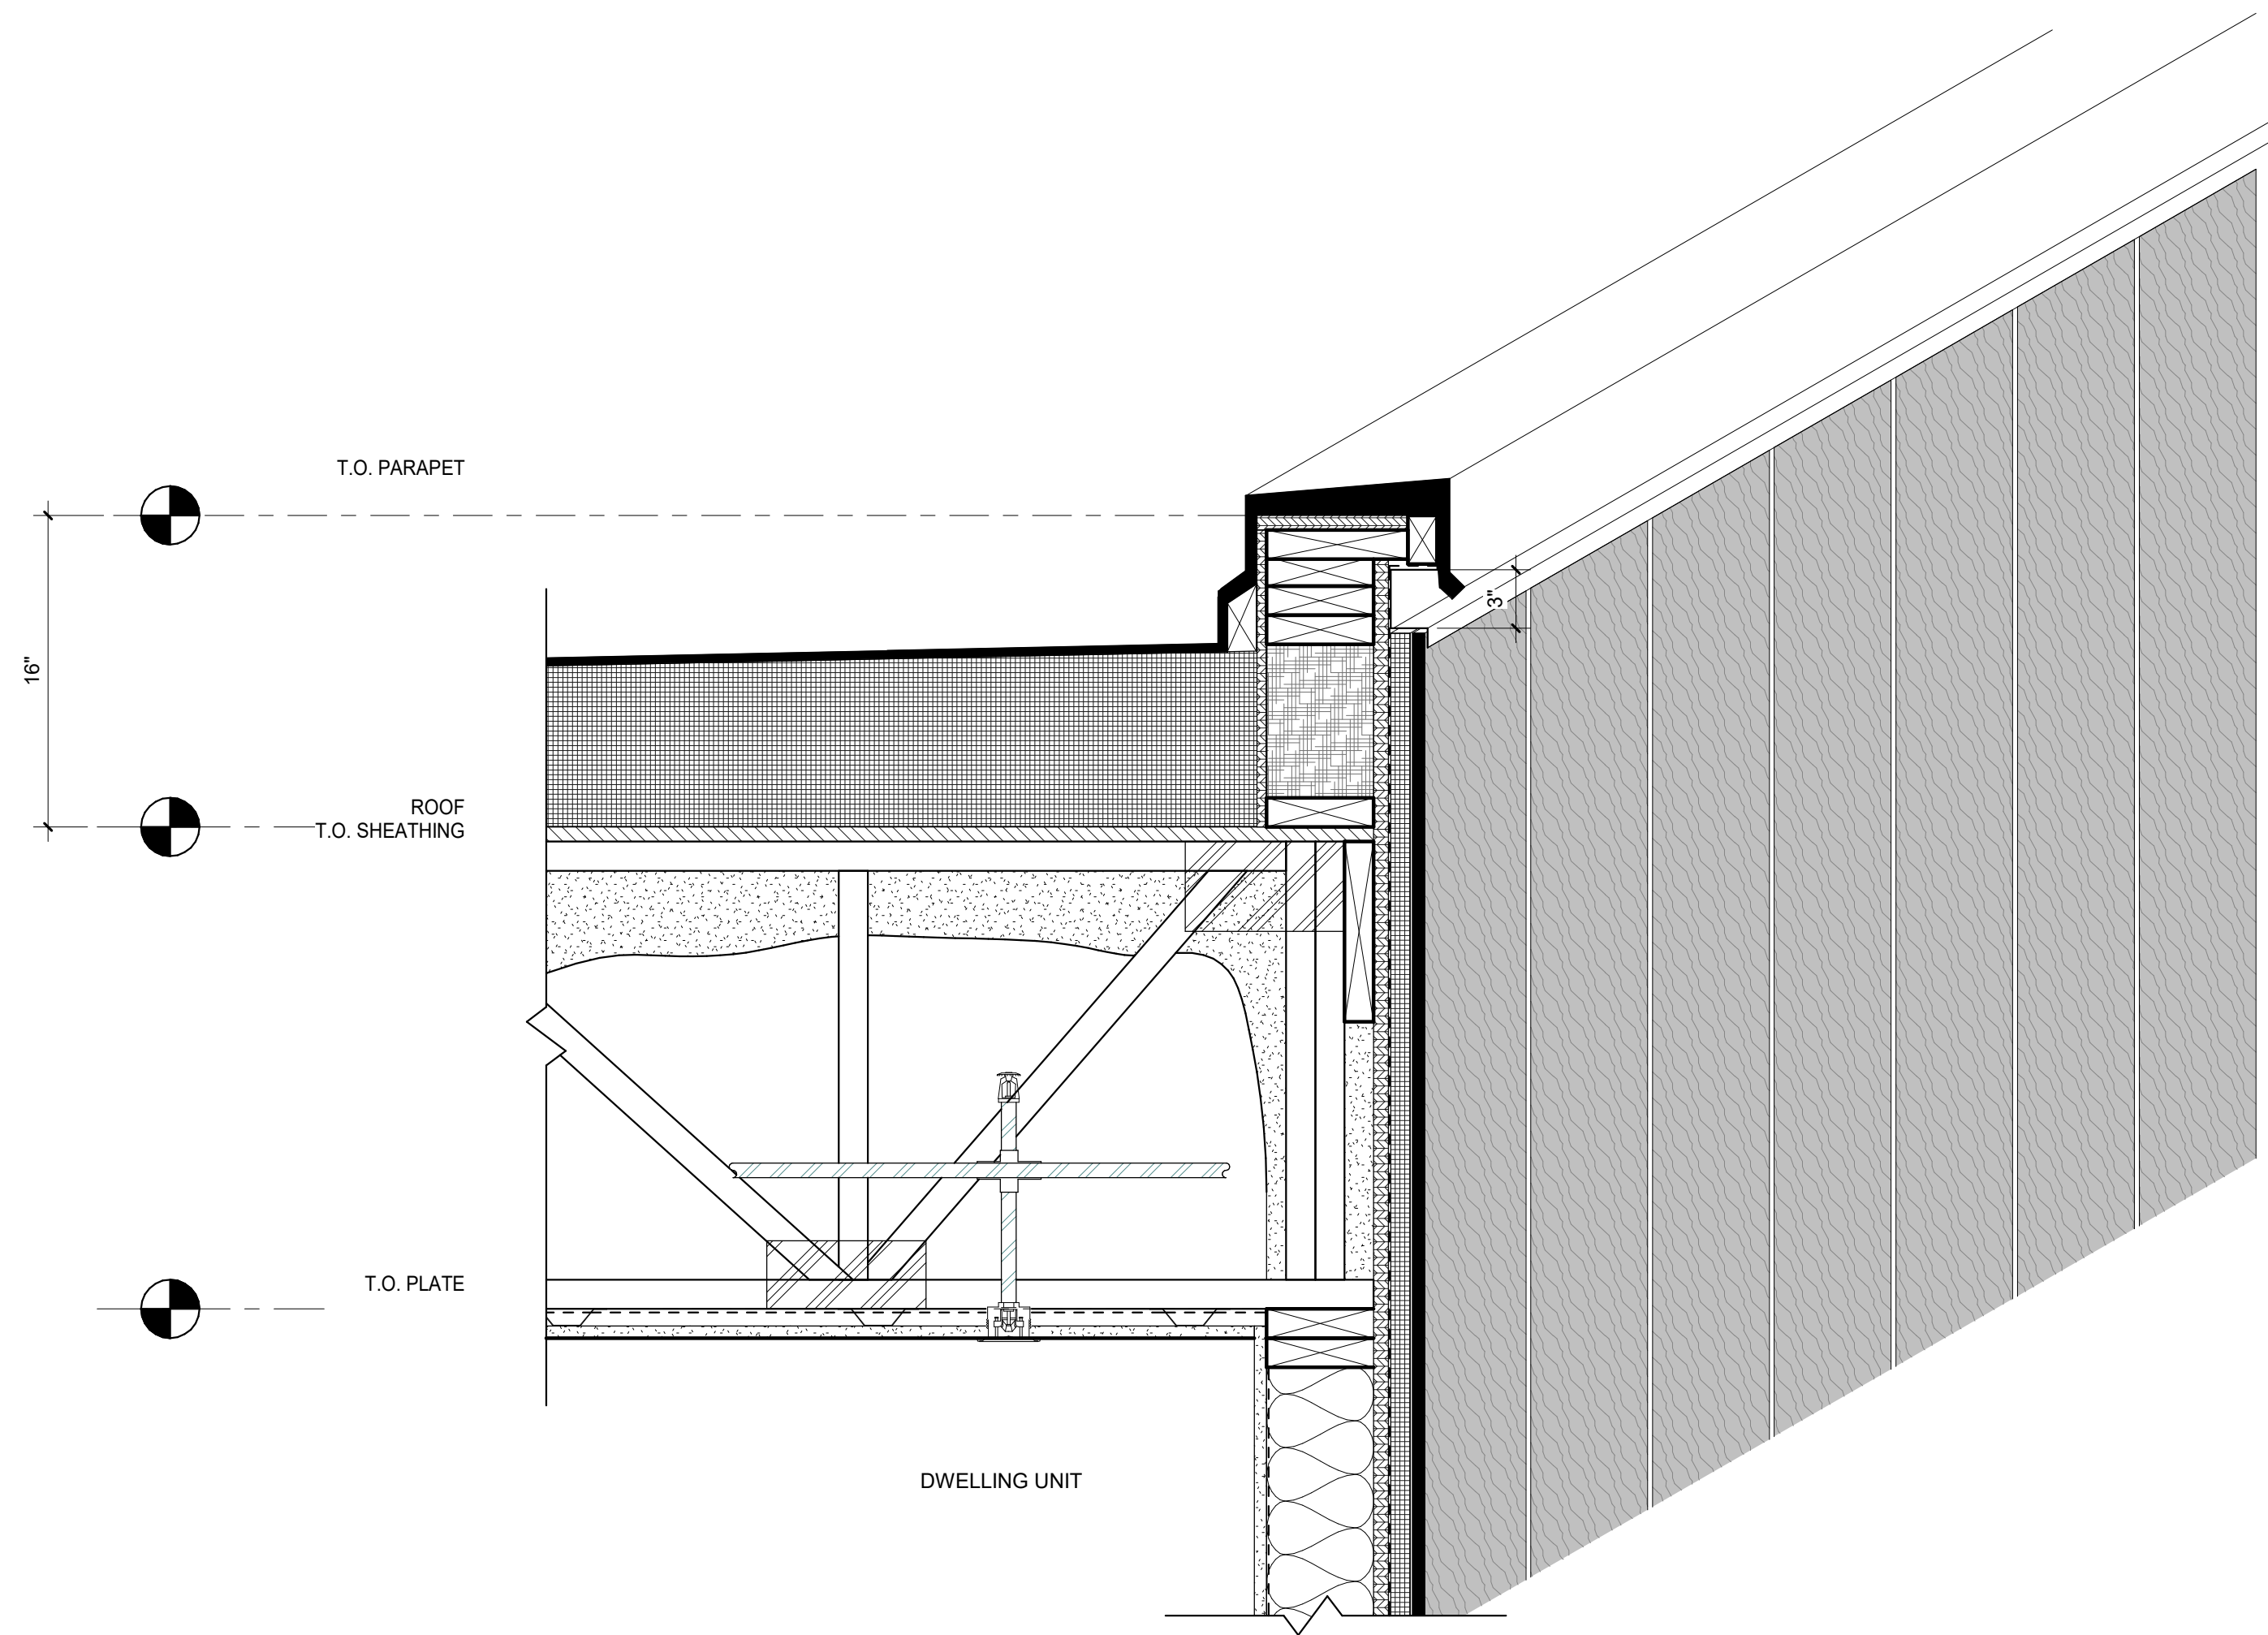 T.O. PARAPET
3"
16"
ROOF
T.O. SHEATHING
T.O. PLATE
DWELLING UNIT